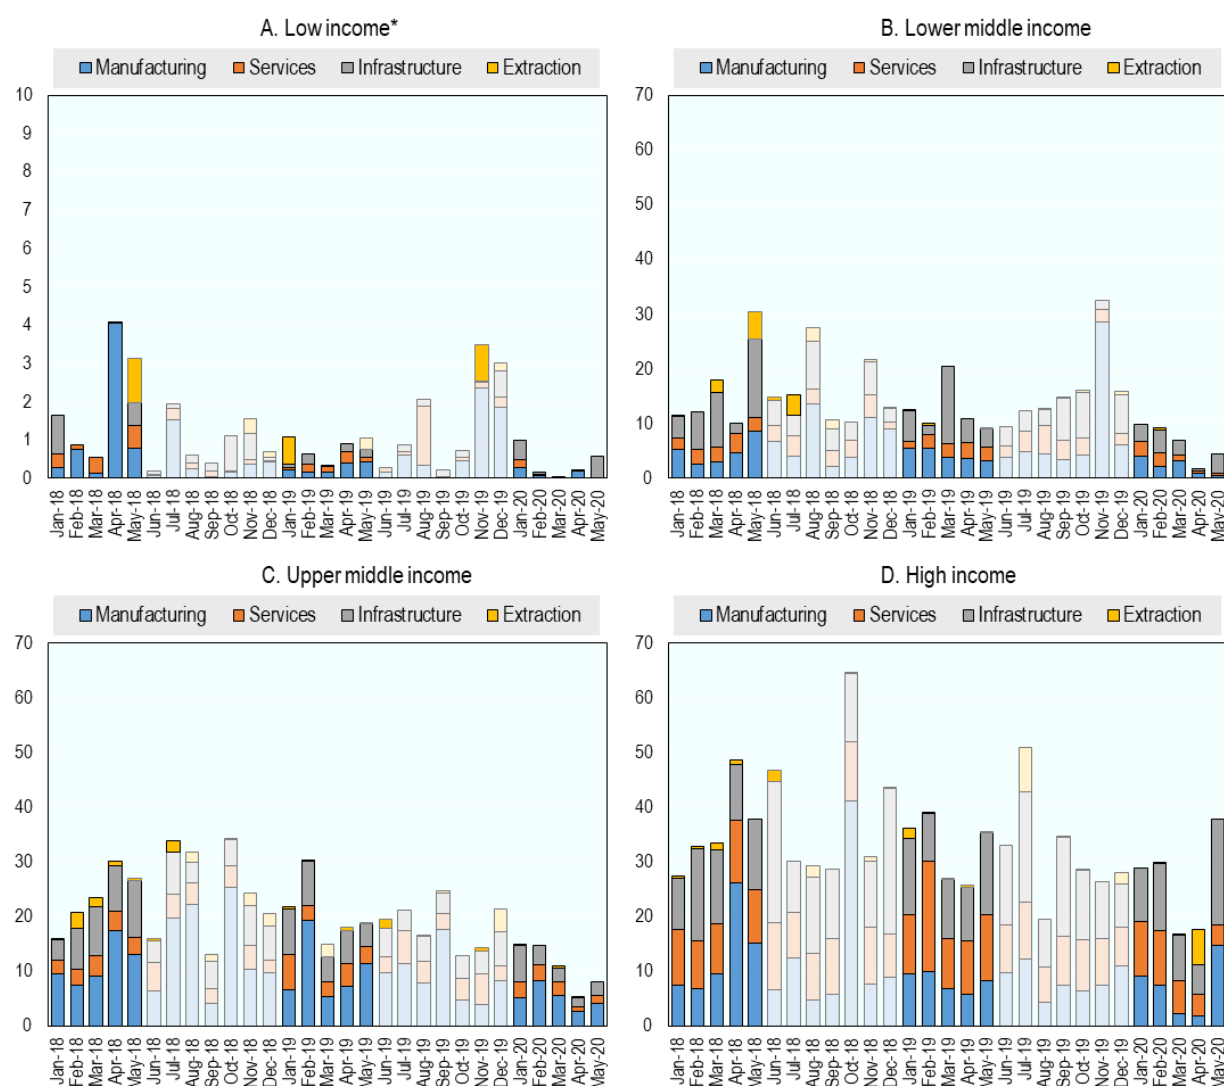 A. Low income*
Manufacturing Services Infrastructure Extraction
10
9
8
7
6
5
4
3
2
1
0
Jan-18 Feb-18 Mar-18 Apr-18 May-18 Jun-18 Jul-18 Aug-18 Sep-18 Oct-18 Nov-18 Dec-18 Jan-19 Feb-19 Mar-19 Apr-19 May-19 Jun-19 Jul-19 Aug-19 Sep-19 Oct-19 Nov-19 Dec-19 Jan-20 Feb-20 Mar-20 Apr-20 May-20
B. Lower middle income
Manufacturing Services Infrastructure Extraction
70
60
50
40
30
20
10
0
Jan-18 Feb-18 Mar-18 Apr-18 May-18 Jun-18 Jul-18 Aug-18 Sep-18 Oct-18 Nov-18 Dec-18 Jan-19 Feb-19 Mar-19 Apr-19 May-19 Jun-19 Jul-19 Aug-19 Sep-19 Oct-19 Nov-19 Dec-19 Jan-20 Feb-20 Mar-20 Apr-20 May-20
C. Upper middle income
Manufacturing Services Infrastructure Extraction
70
60
50
40
30
20
10
0
Jan-18 Feb-18 Mar-18 Apr-18 May-18 Jun-18 Jul-18 Aug-18 Sep-18 Oct-18 Nov-18 Dec-18 Jan-19 Feb-19 Mar-19 Apr-19 May-19 Jun-19 Jul-19 Aug-19 Sep-19 Oct-19 Nov-19 Dec-19 Jan-20 Feb-20 Mar-20 Apr-20 May-20
D. High income
Manufacturing Services Infrastructure Extraction
70
60
50
40
30
20
10
0
Jan-18 Feb-18 Mar-18 Apr-18 May-18 Jun-18 Jul-18 Aug-18 Sep-18 Oct-18 Nov-18 Dec-18 Jan-19 Feb-19 Mar-19 Apr-19 May-19 Jun-19 Jul-19 Aug-19 Sep-19 Oct-19 Nov-19 Dec-19 Jan-20 Feb-20 Mar-20 Apr-20 May-20